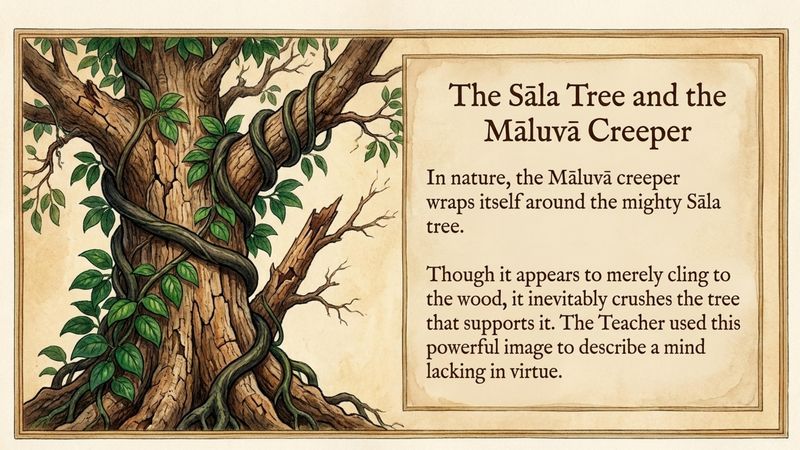 The Sāla Tree and the
Māluvā Creeper
In nature, the Māluvā creeper
wraps itself around the mighty Sāla
tree.
Though it appears to merely cling to
the wood, it inevitably crushes the tree
that supports it. The Teacher used this
powerful image to describe a mind
lacking in virtue.